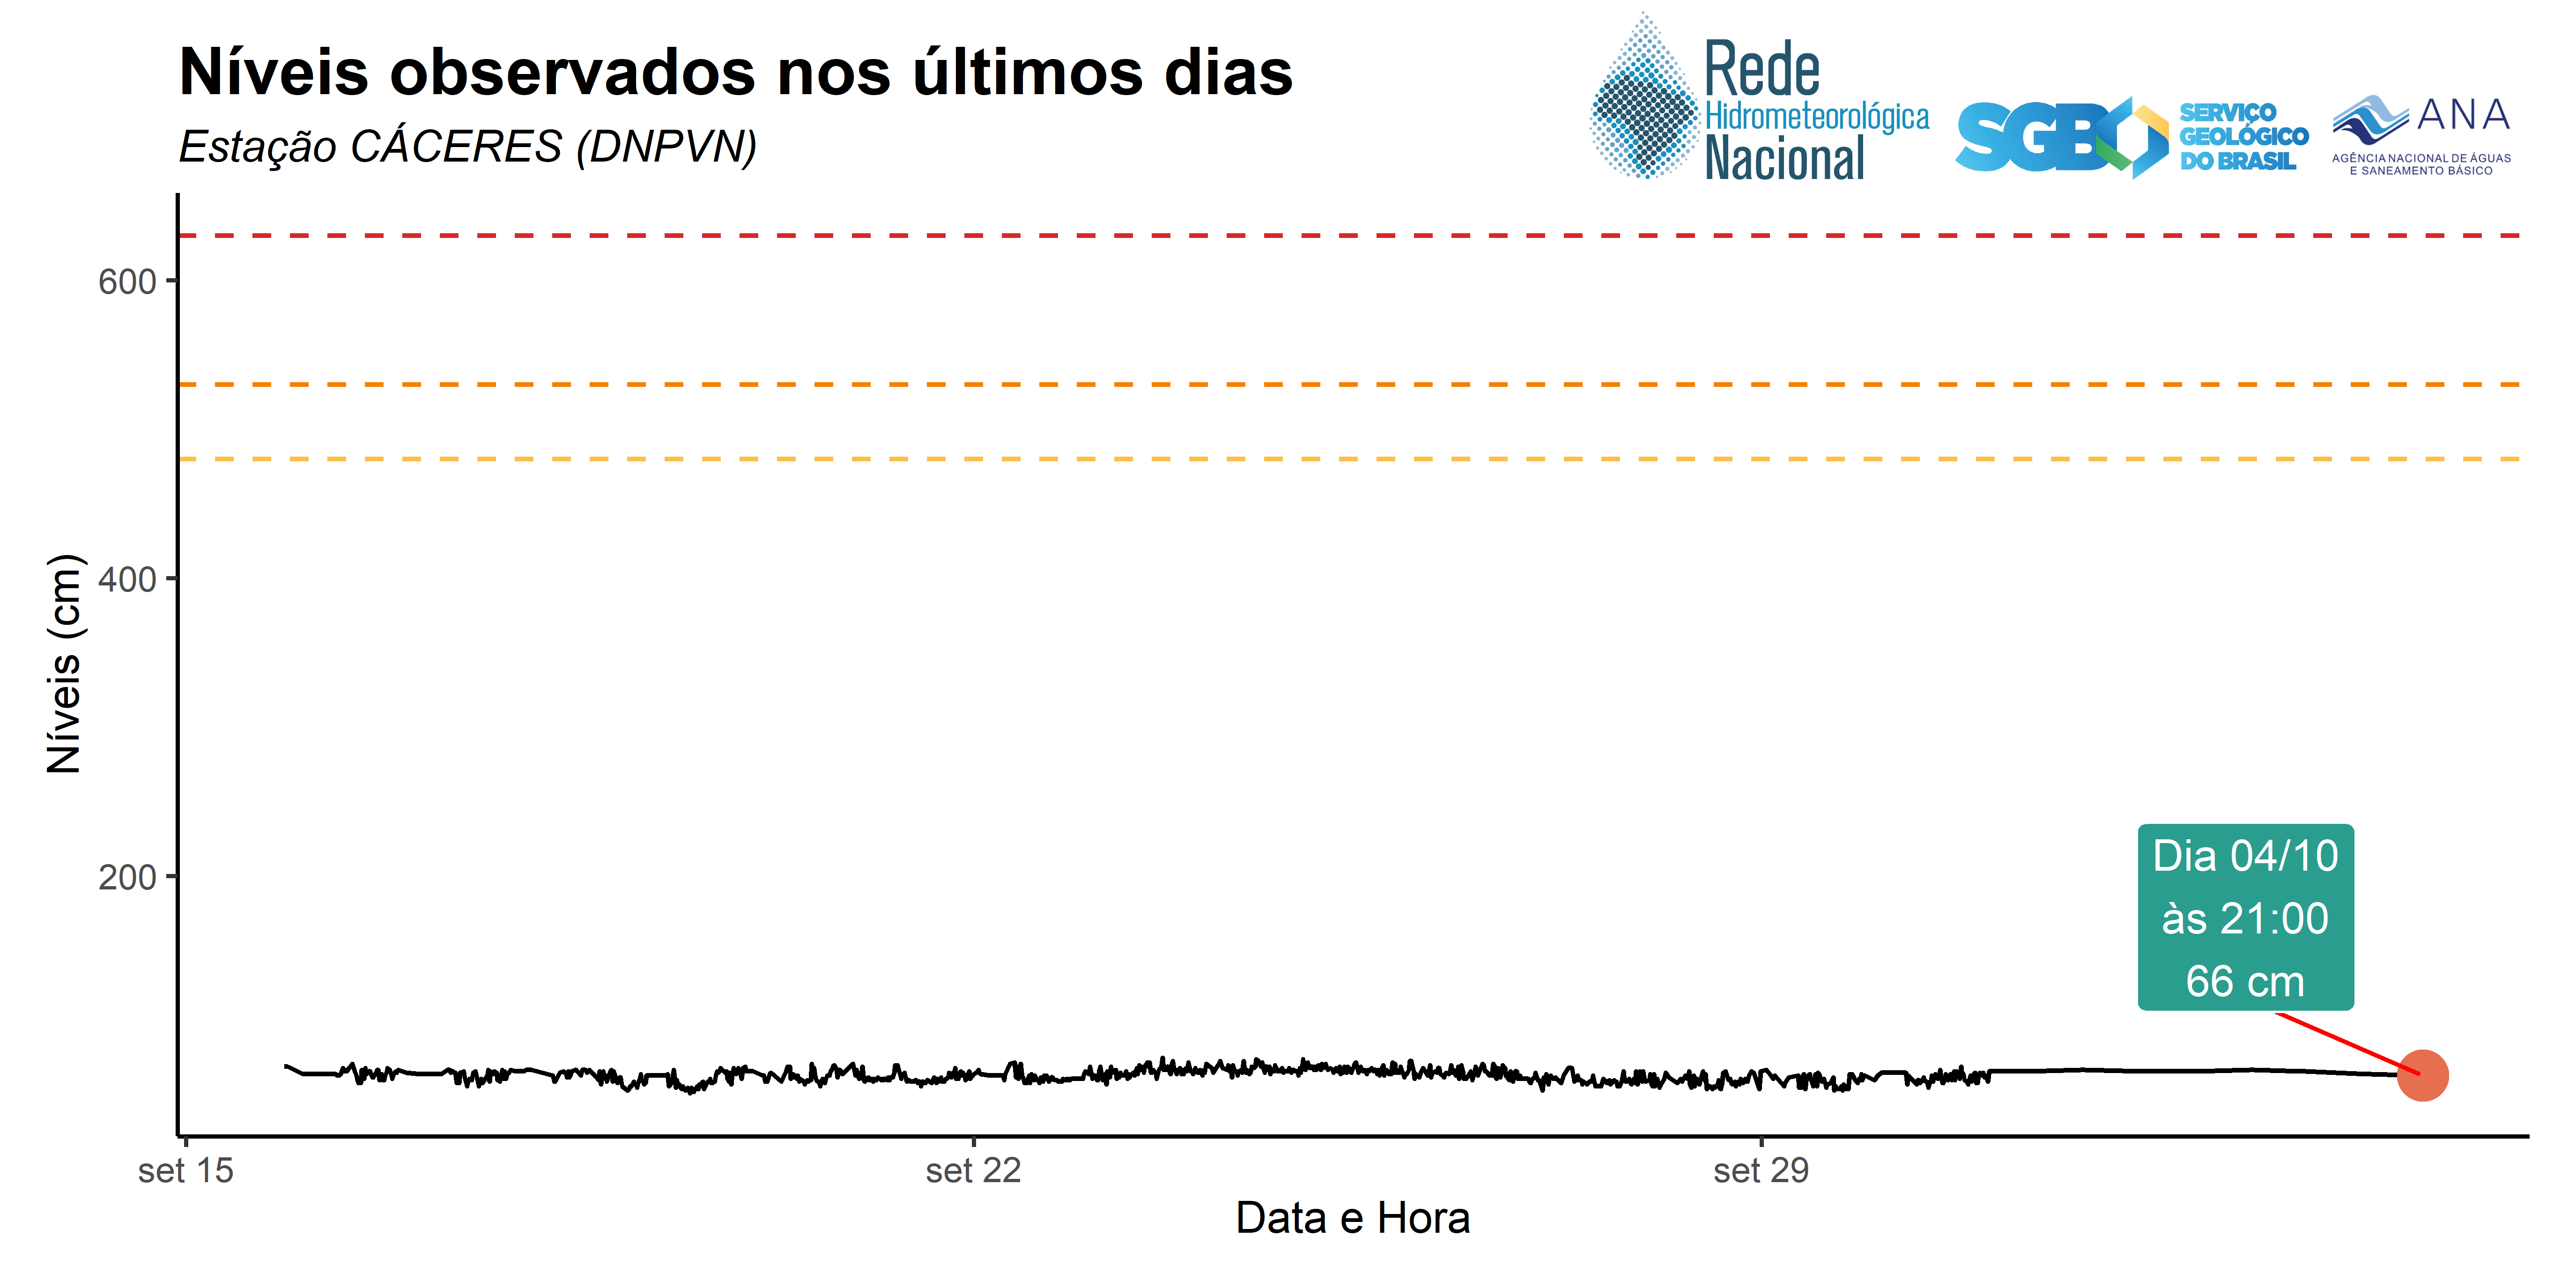 Níveis observados nos últimos dias
Estação CÁCERES (DNPVN)
Rede
Hidrometeorológica
Nacional
SGB
SERVIÇO
GEOLÓGICO
DO BRASIL
ANA
AGÊNCIA NACIONAL DE ÁGUAS
E SANEAMENTO BÁSICO
Níveis (cm)
600
400
200
Dia 04/10
às 21:00
66 cm
set 15
set 22
set 29
Data e Hora